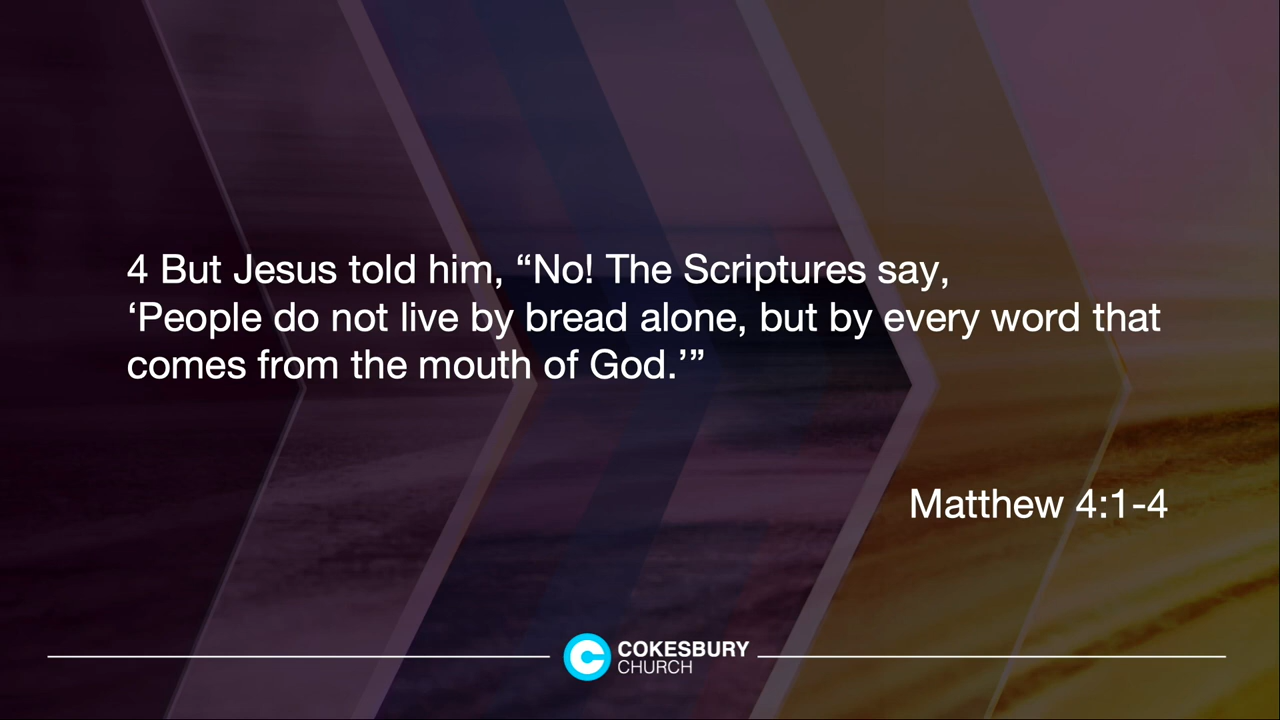 4 But Jesus told him, “No! The Scriptures say,
‘People do not live by bread alone, but by every word that
comes from the mouth of God.’”
Matthew 4:1-4
COKESBURY
CHURCH